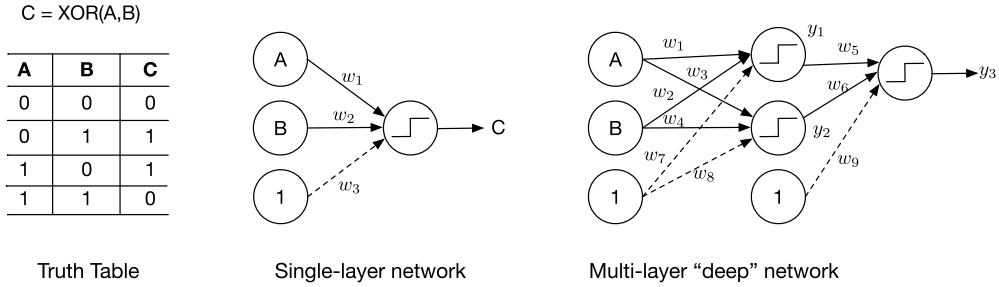 C = XOR(A,B)
A B C
0 0 0
0 1 1
1 0 1
1 1 0
Truth Table
A
B
1
w₁
w₂
w₃
C
Single-layer network
A
B
1
w₁
w₃
w₂
w₄
w₇
w₈
y₁
y₂
1
w₅
w₆
w₉
y₃
Multi-layer “deep” network